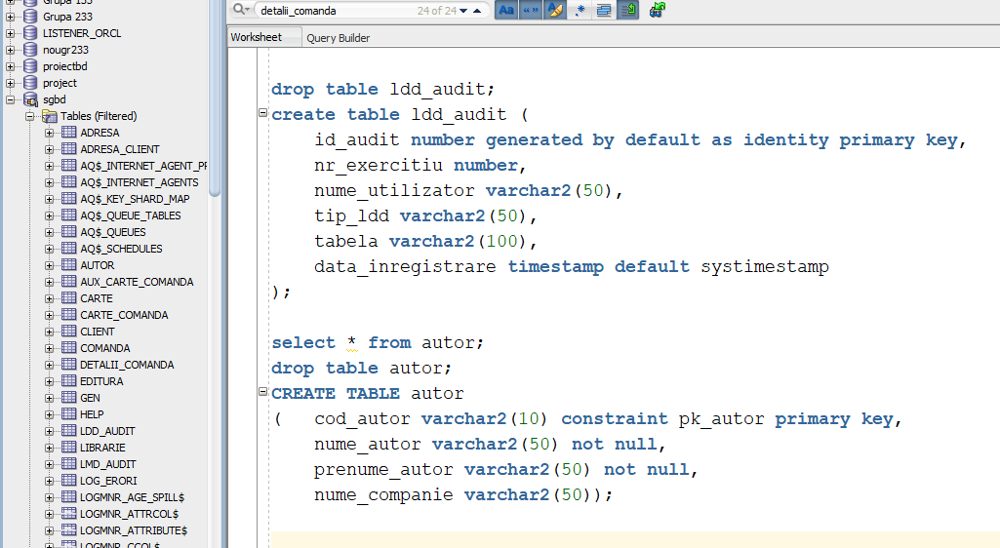 Grupa 133
Grupa 233
LISTENER_ORCL
nougr233
proiectbd
project
sgbd
Tables (Filtered)
ADRESA
ADRESA_CLIENT
AQ$_INTERNET_AGENT_PF
AQ$_INTERNET_AGENTS
AQ$_KEY_SHARD_MAP
AQ$_QUEUE_TABLES
AQ$_QUEUES
AQ$_SCHEDULES
AUTOR
AUX_CARTE_COMANDA
CARTE
CARTE_COMANDA
CLIENT
COMANDA
DETALII_COMANDA
EDITURA
GEN
HELP
LDD_AUDIT
LIBRARIE
LMD_AUDIT
LOG_ERORI
LOGMNR_AGE_SPILL$
LOGMNR_ATTRCOL$
LOGMNR_ATTRIBUTE$
LOGMNR_CCOL$
detalii_comanda 24 of 24 Aa “ ” .*
Worksheet Query Builder
drop table ldd_audit;
create table ldd_audit (
id_audit number generated by default as identity primary key,
nr_exercitiu number,
nume_utilizator varchar2(50),
tip_ldd varchar2(50),
tabela varchar2(100),
data_inregistrare timestamp default systimestamp
);
select * from autor;
drop table autor;
CREATE TABLE autor
( cod_autor varchar2(10) constraint pk_autor primary key,
nume_autor varchar2(50) not null,
prenume_autor varchar2(50) not null,
nume_companie varchar2(50));